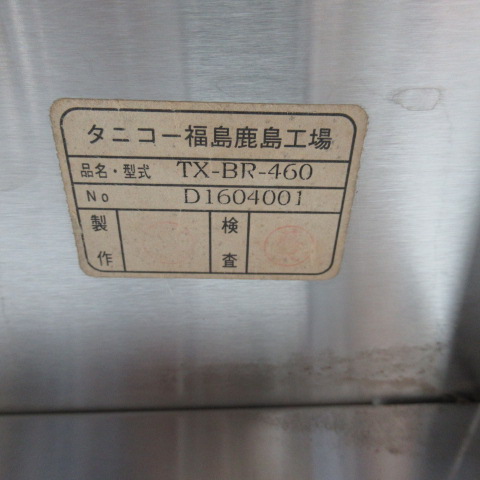 タニコー福島鹿島工場
品名・型式 TX-BR-460
No D1604001
製作 検査